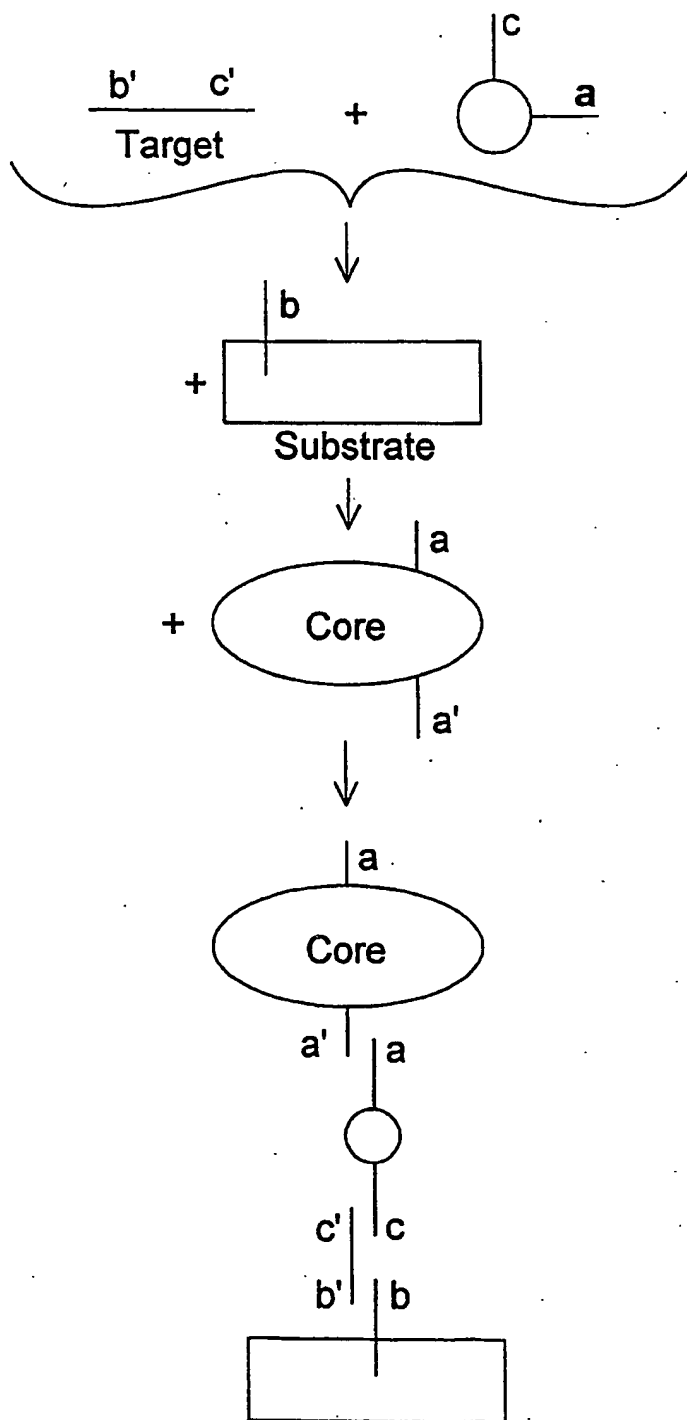 c
b' c' + a
Target
b
+
Substrate
a
+ Core
a'
a
Core
a' a
c' c
b' b